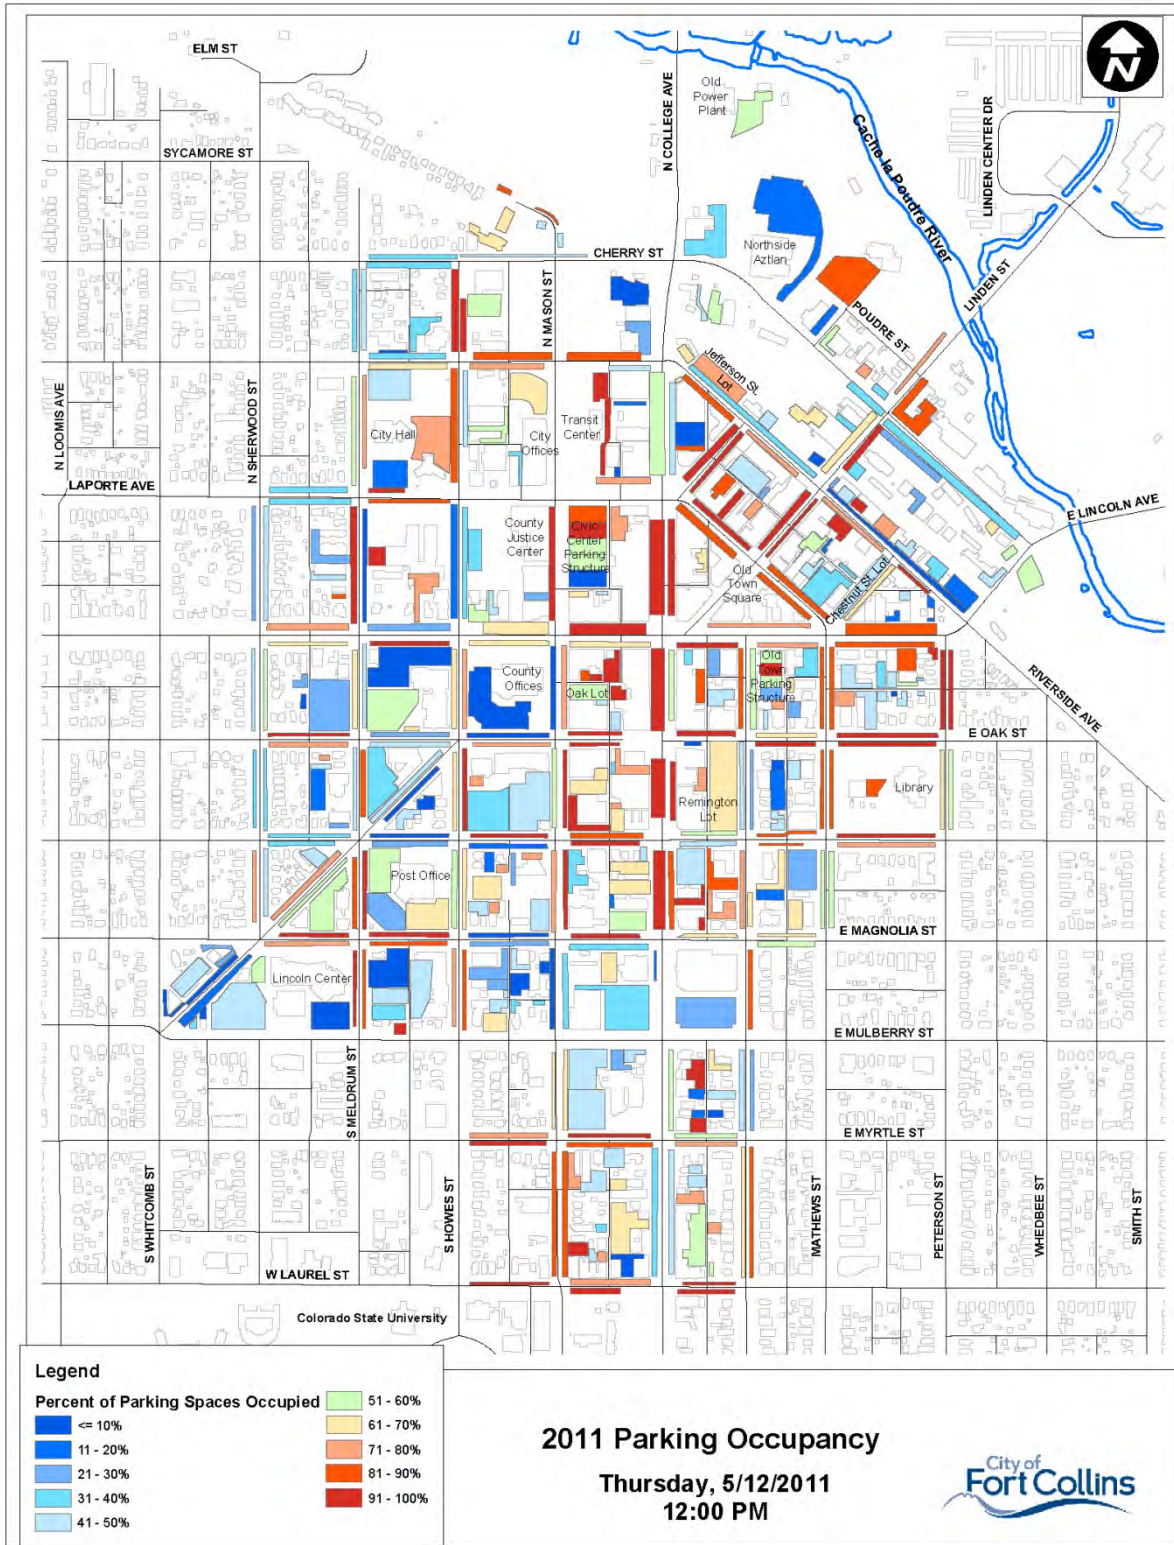 N
ELM ST
Old
Power
Plant
N COLLEGE AVE
LINDEN CENTER DR
Cache la Poudre River
SYCAMORE ST
Northside
Aztlan
CHERRY ST
LINDEN ST
N MASON ST
POUDRE ST
Jefferson St.
Lot
N LOOMIS AVE
N SHERWOOD ST
City Hall
City
Offices
Transit
Center
LAPORTE AVE
E LINCOLN AVE
County
Justice
Center
Civic
Center
Parking
Structure
Old
Town
Square
Chestnut St. Lot
County
Offices
Oak Lot
Old
Town
Parking
Structure
RIVERSIDE AVE
E OAK ST
Remington
Lot
Library
Post Office
E MAGNOLIA ST
Lincoln Center
E MULBERRY ST
S MELDRUM ST
E MYRTLE ST
S WHITCOMB ST
S HOWES ST
MATHEWS ST
PETERSON ST
WHEDBEE ST
SMITH ST
W LAUREL ST
Colorado State University
Legend
Percent of Parking Spaces Occupied
<= 10%
11 - 20%
21 - 30%
31 - 40%
41 - 50%
51 - 60%
61 - 70%
71 - 80%
81 - 90%
91 - 100%
2011 Parking Occupancy
Thursday, 5/12/2011
12:00 PM
City of
Fort Collins